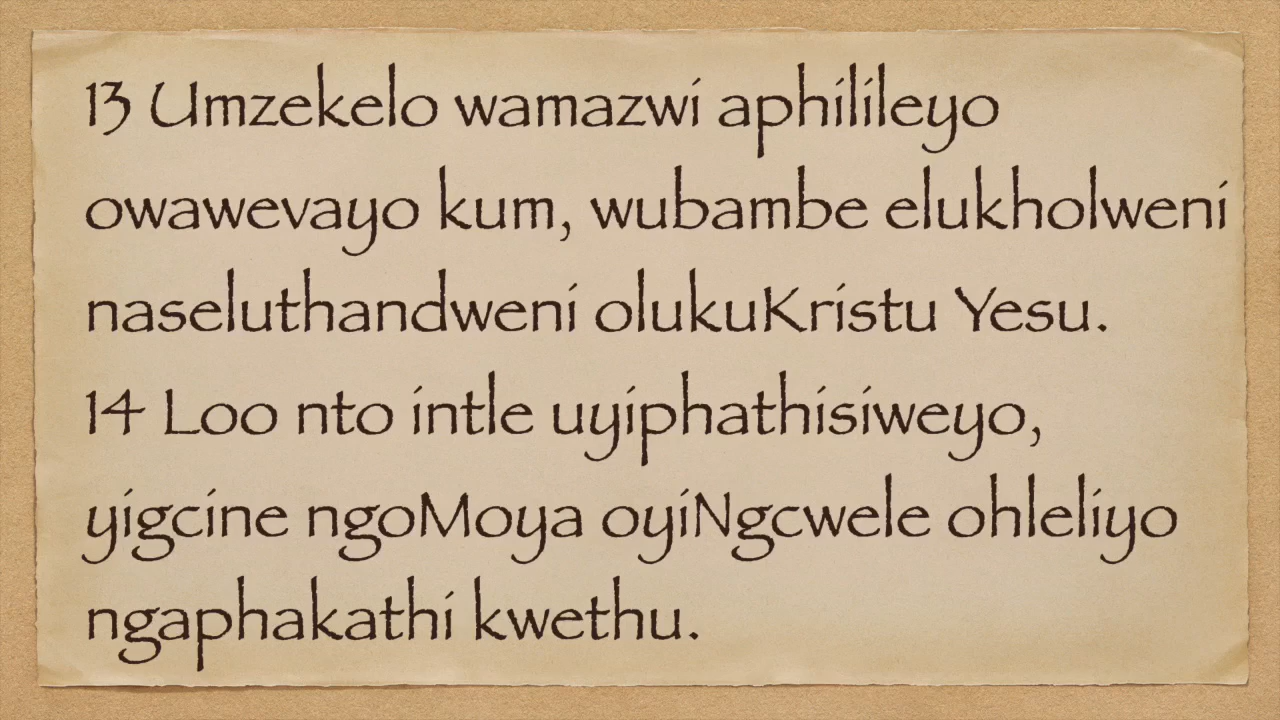 13 Umzekelo wamazwi aphilileyo
owawevayo kum, wubambe elukholweni
naseluthandweni olukuKristu Yesu.
14 Loo nto intle uyiphathisiweyo,
yigcine ngoMoya oyiNgcwele ohleliyo
ngaphakathi kwethu.